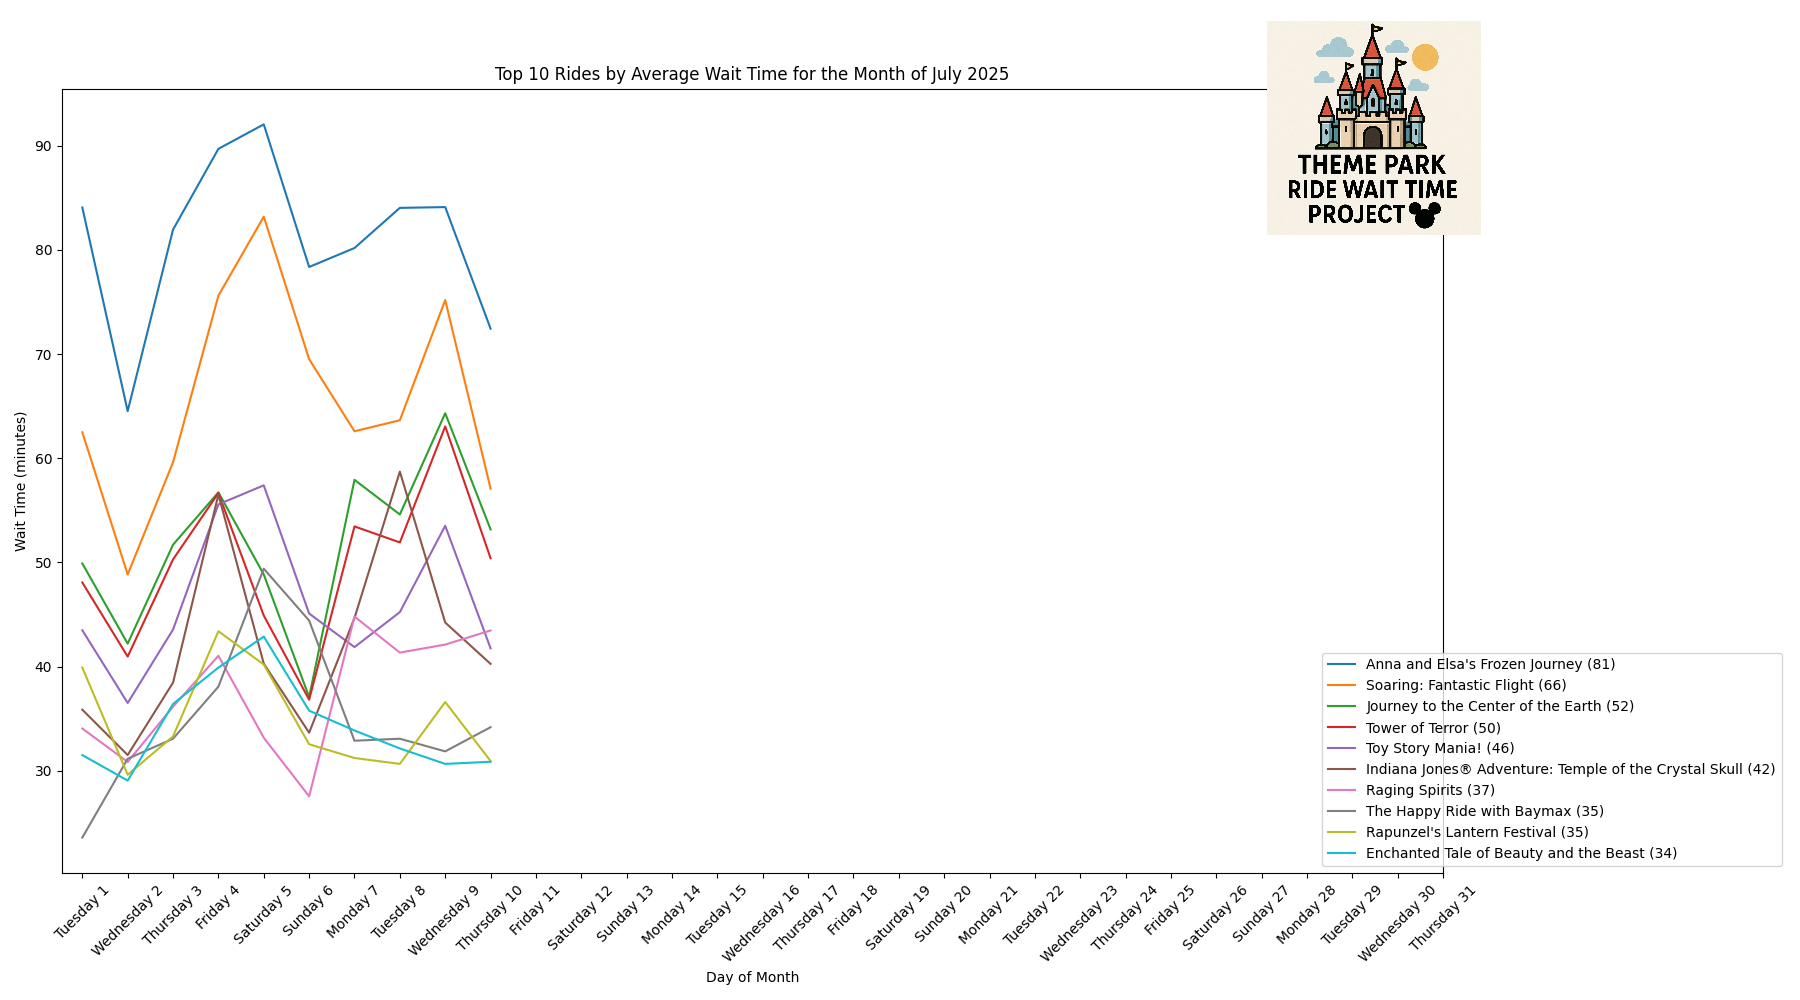 Top 10 Rides by Average Wait Time for the Month of July 2025
THEME PARK
RIDE WAIT TIME
PROJECT
Wait Time (minutes)
90
80
70
60
50
40
30
Anna and Elsa's Frozen Journey (81)
Soaring: Fantastic Flight (66)
Journey to the Center of the Earth (52)
Tower of Terror (50)
Toy Story Mania! (46)
Indiana Jones® Adventure: Temple of the Crystal Skull (42)
Raging Spirits (37)
The Happy Ride with Baymax (35)
Rapunzel's Lantern Festival (35)
Enchanted Tale of Beauty and the Beast (34)
Tuesday 1
Wednesday 2
Thursday 3
Friday 4
Saturday 5
Sunday 6
Monday 7
Tuesday 8
Wednesday 9
Thursday 10
Friday 11
Saturday 12
Sunday 13
Monday 14
Tuesday 15
Wednesday 16
Thursday 17
Friday 18
Saturday 19
Sunday 20
Monday 21
Tuesday 22
Wednesday 23
Thursday 24
Friday 25
Saturday 26
Sunday 27
Monday 28
Tuesday 29
Wednesday 30
Thursday 31
Day of Month